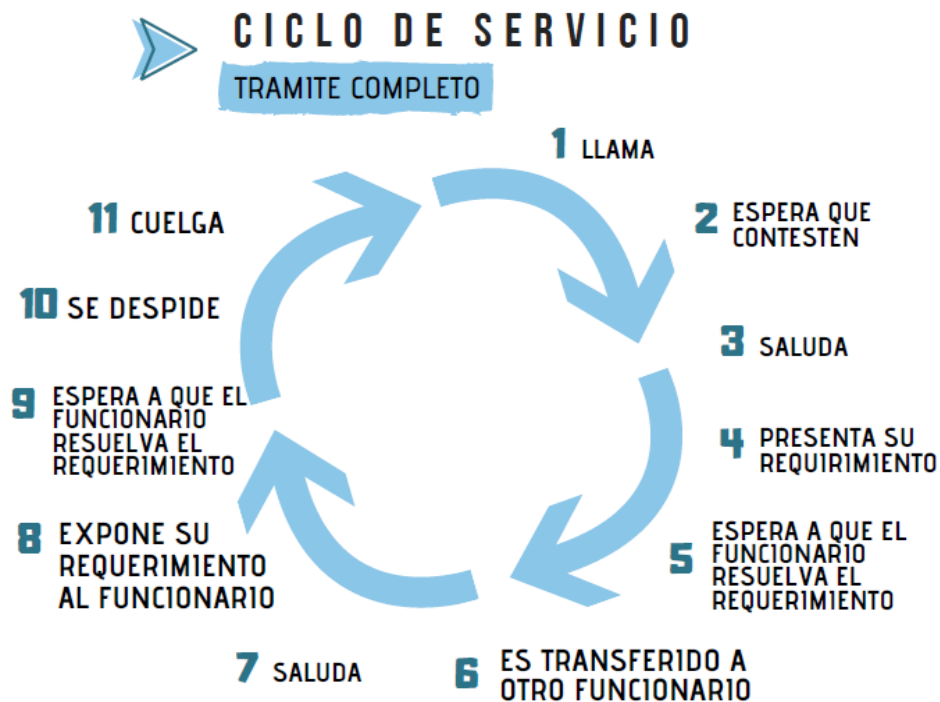 CICLO DE SERVICIO
TRAMITE COMPLETO
1 LLAMA
2 ESPERA QUE
CONTESTEN
3 SALUDA
4 PRESENTA SU
REQUIRIMIENTO
5 ESPERA A QUE EL
FUNCIONARIO
RESUELVA EL
REQUERIMIENTO
6 ES TRANSFERIDO A
OTRO FUNCIONARIO
7 SALUDA
8 EXPONE SU
REQUERIMIENTO
AL FUNCIONARIO
9 ESPERA A QUE EL
FUNCIONARIO
RESUELVA EL
REQUERIMIENTO
10 SE DESPIDE
11 CUELGA